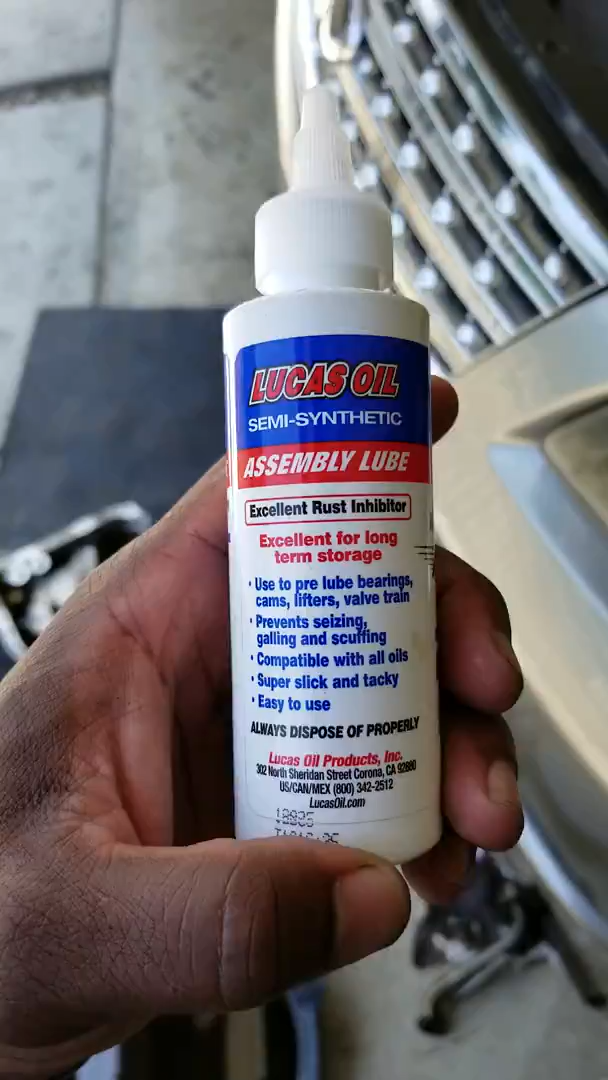 LUCAS OIL
SEMI-SYNTHETIC
ASSEMBLY LUBE
Excellent Rust Inhibitor
Excellent for long
term storage
• Use to pre lube bearings,
cams, lifters, valve train
• Prevents seizing,
galling and scuffing
• Compatible with all oils
• Super slick and tacky
• Easy to use
ALWAYS DISPOSE OF PROPERLY
Lucas Oil Products, Inc.
302 North Sheridan Street Corona, CA 92880
US/CAN/MEX (800) 342-2512
LucasOil.com